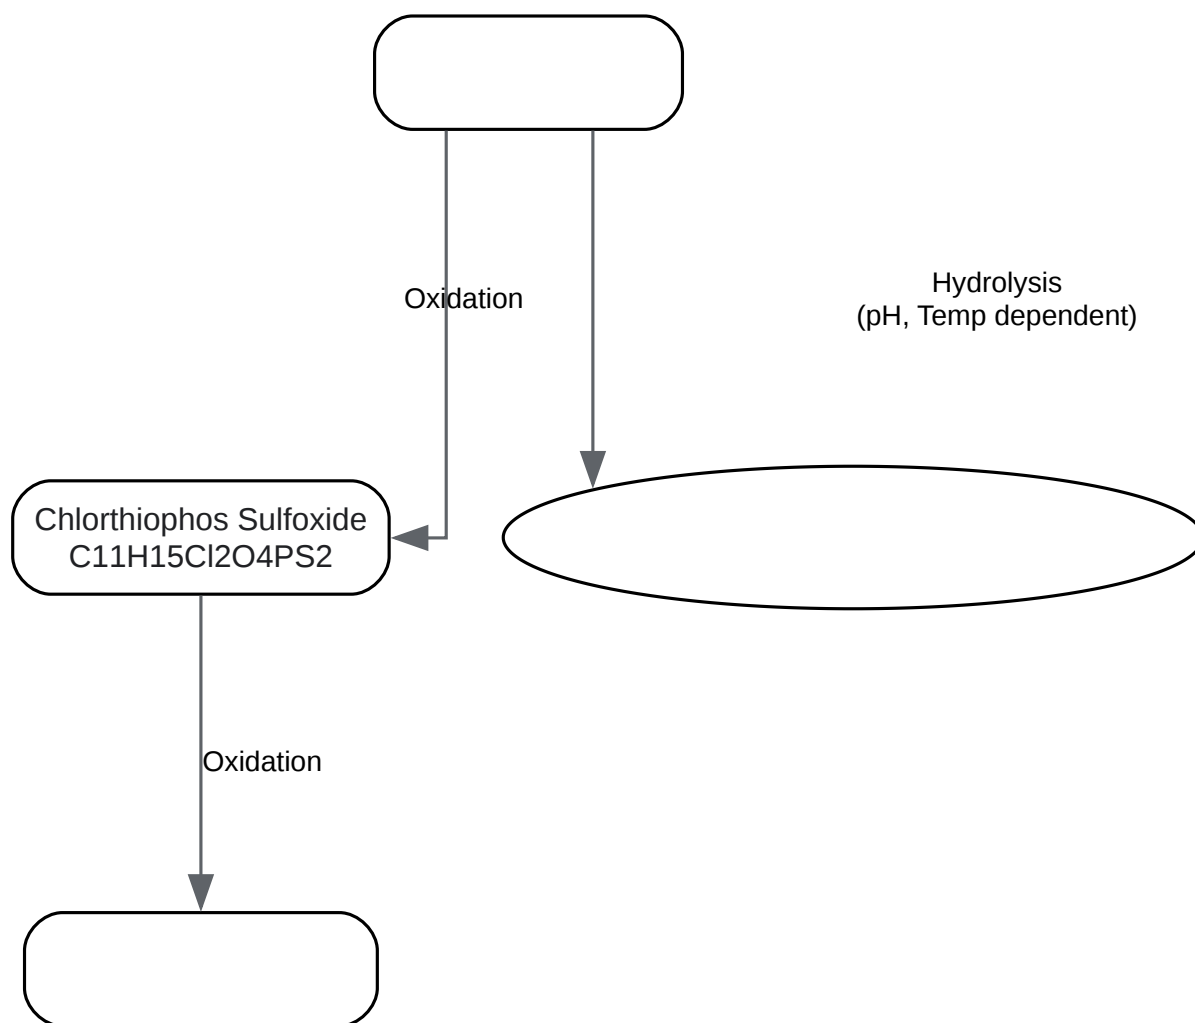 Oxidation
Hydrolysis
(pH, Temp dependent)
Chlorthiophos Sulfoxide
C11H15Cl2O4PS2
Oxidation